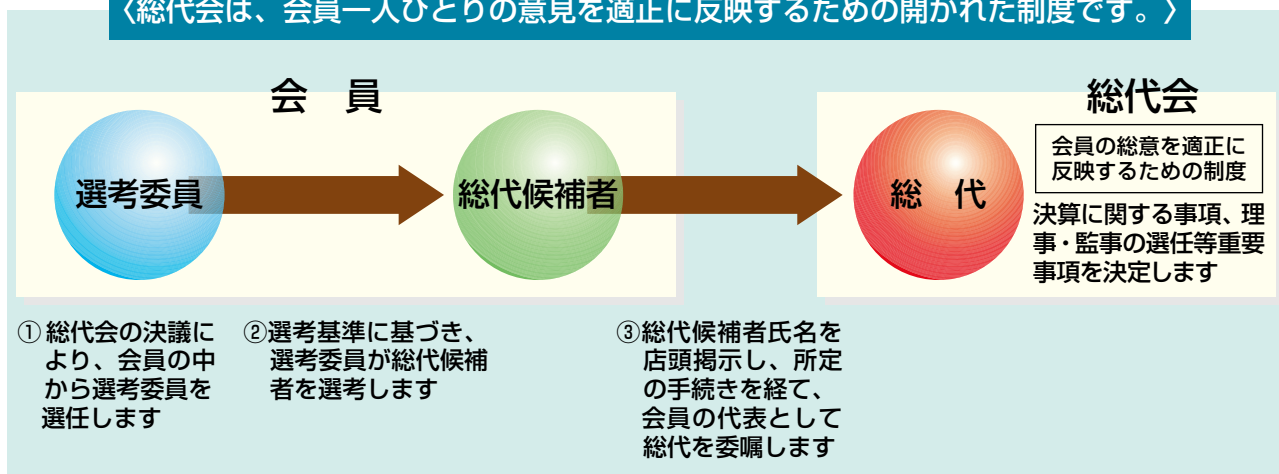 〈総代会は、会員一人ひとりの意見を適正に反映するための開かれた制度です。〉
会　員
総代会
選考委員
総代候補者
総　代
会員の総意を適正に
反映するための制度
決算に関する事項、理
事・監事の選任等重要
事項を決定します
①総代会の決議に
より、会員の中
から選考委員を
選任します
②選考基準に基づき、
選考委員が総代候補
者を選考します
③総代候補者氏名を
店頭掲示し、所定
の手続きを経て、
会員の代表として
総代を委嘱します